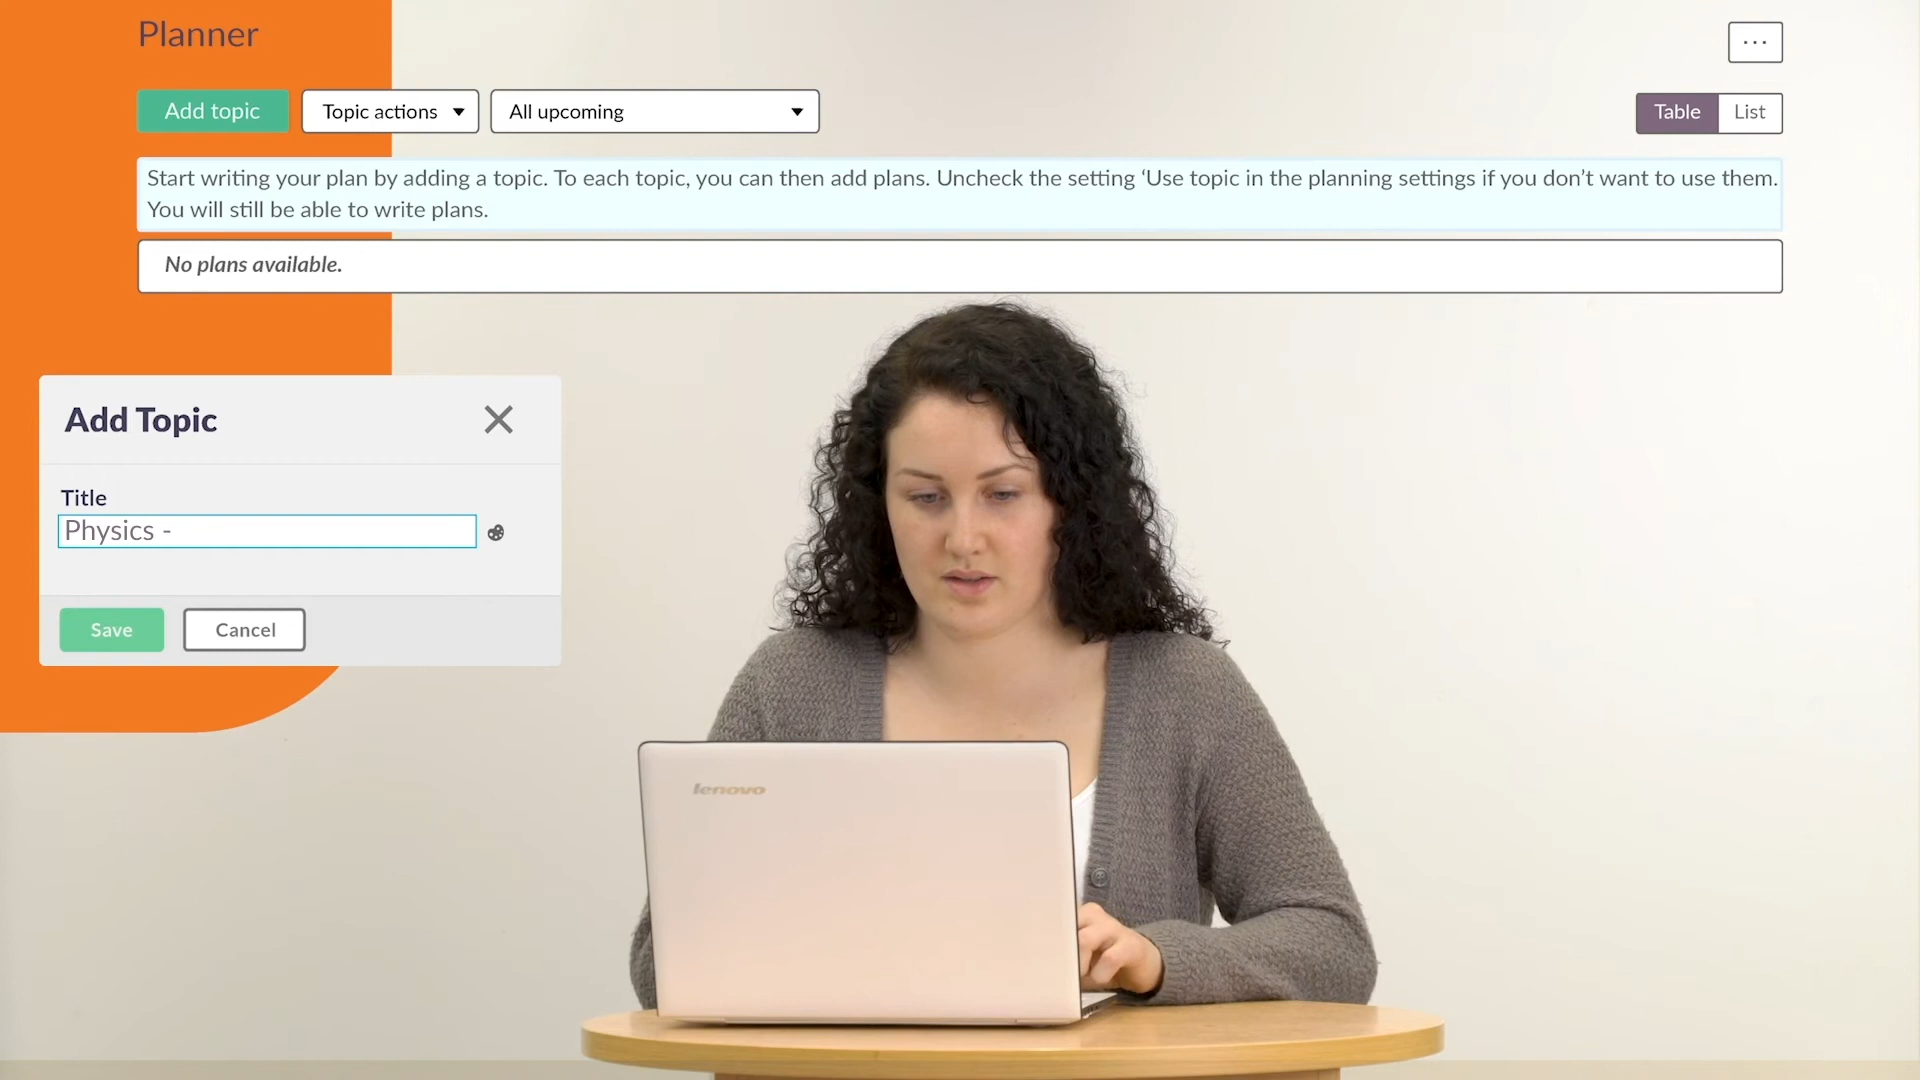 Planner
...
Add topic
Topic actions
All upcoming
Table
List
Start writing your plan by adding a topic. To each topic, you can then add plans. Uncheck the setting ‘Use topic in the planning settings if you don’t want to use them.
You will still be able to write plans.
No plans available.
Add Topic
Title
Physics -
Save
Cancel
lenovo